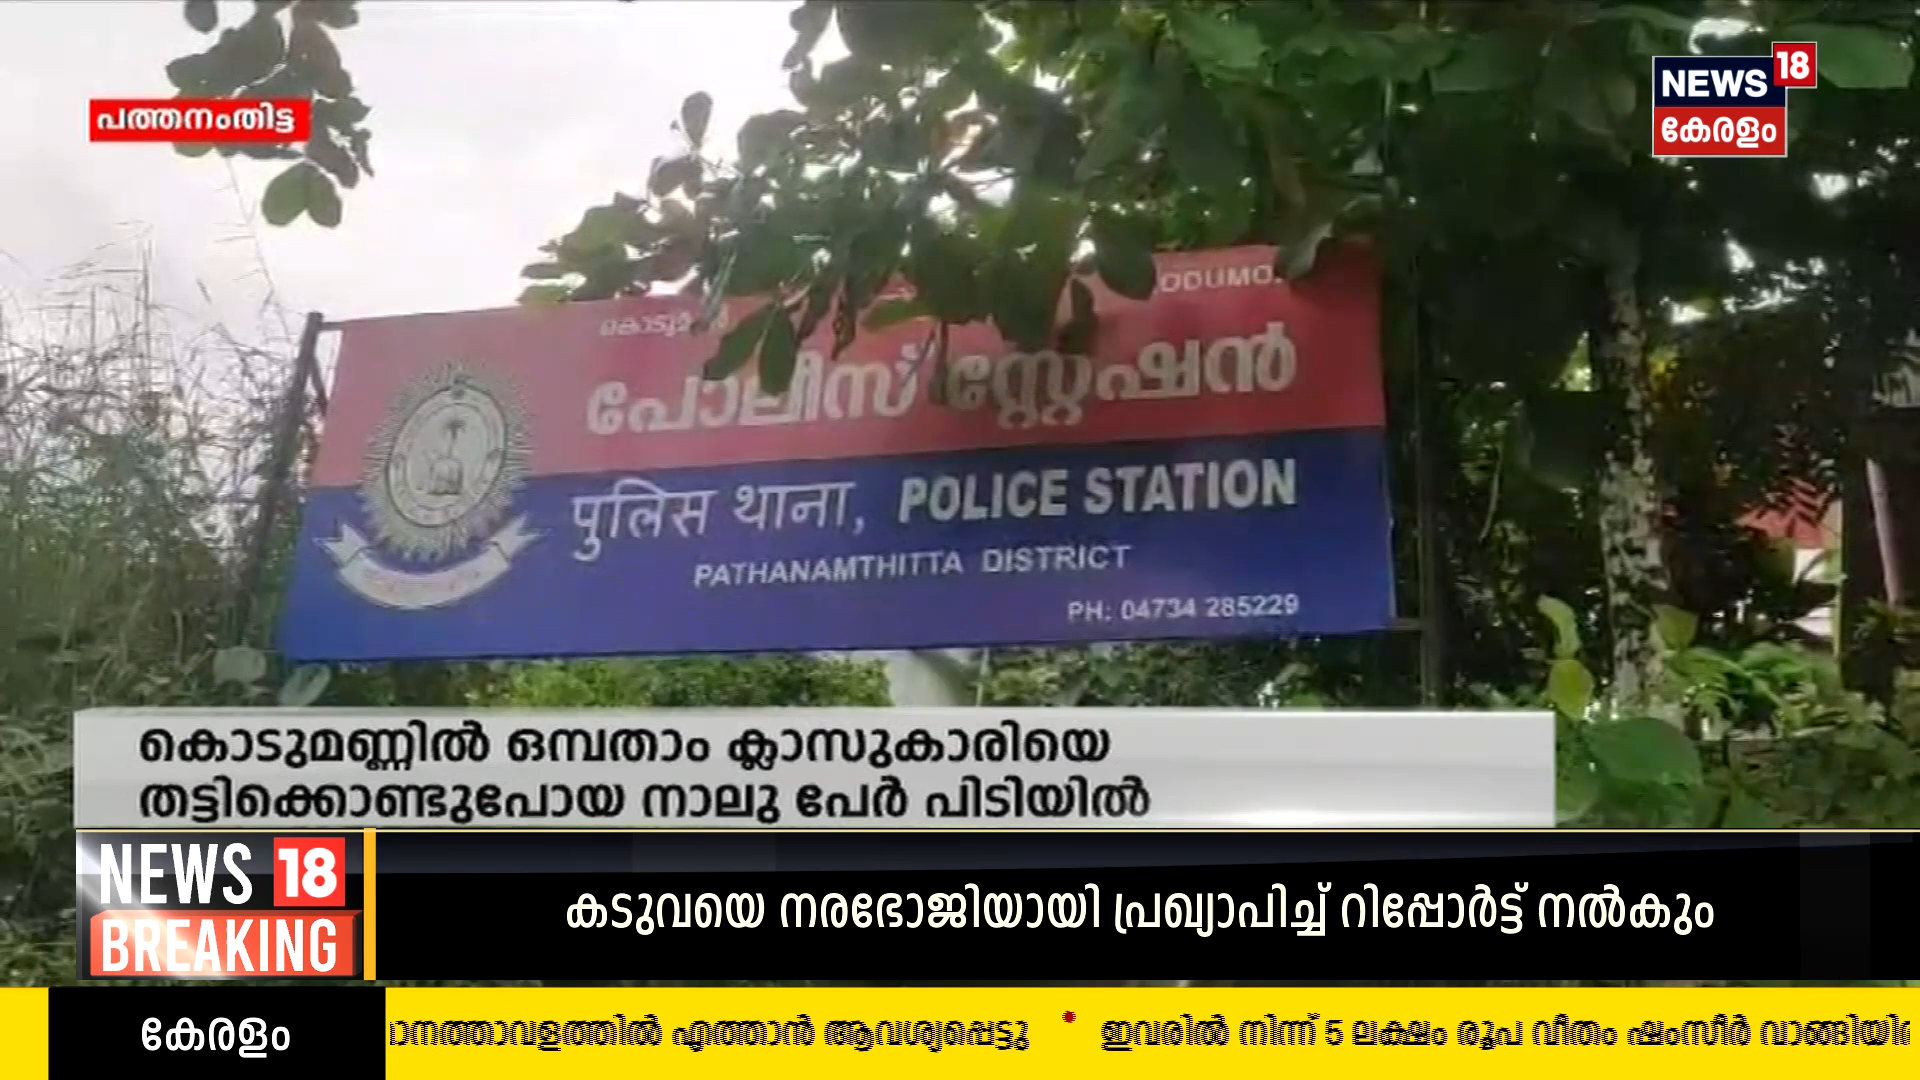 പത്തനംതിട്ട
NEWS 18
കേരളം
പോലീസ് സ്റ്റേഷൻ
पुलिस थाना, POLICE STATION
PATHANAMTHITTA DISTRICT
PH: 04734 285229
കൊടുമണ്ണിൽ ഒമ്പതാം ക്ലാസുകാരിയെ
തട്ടിക്കൊണ്ടുപോയ നാലു പേർ പിടിയിൽ
NEWS 18
BREAKING
കടുവയെ നരഭോജിയായി പ്രഖ്യാപിച്ച് റിപ്പോർട്ട് നൽകും
കേരളം
എത്താൻ ആവശ്യപ്പെട്ടു * ഇവരിൽ നിന്ന് 5 ലക്ഷം രൂപ വീതം ഷംസീർ